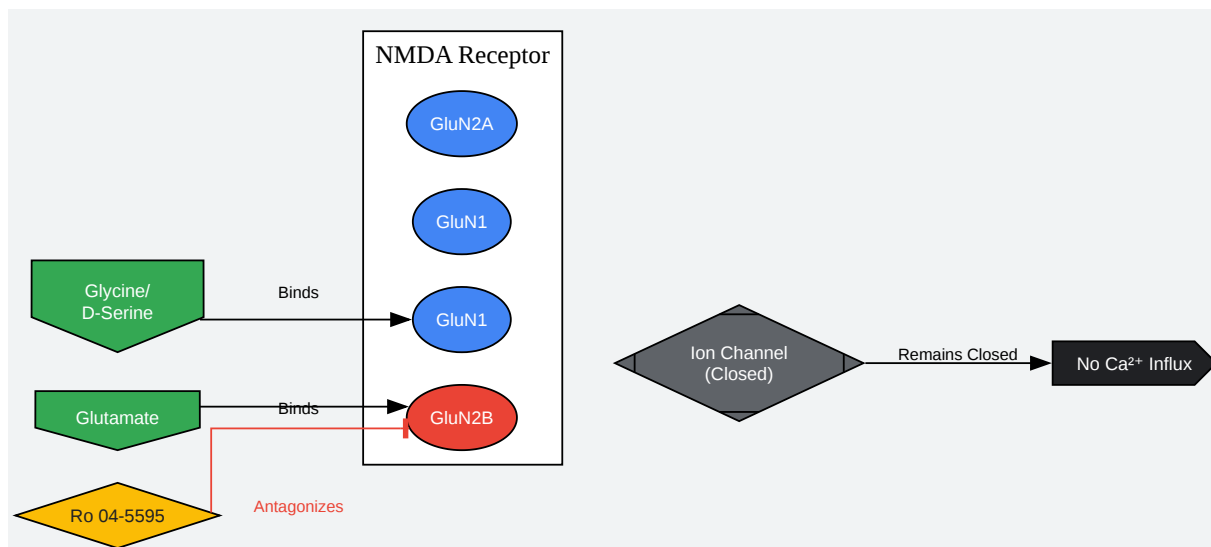 NMDA Receptor
GluN2A
GluN1
Glycine/
D-Serine
Binds
GluN1
Ion Channel
(Closed)
Remains Closed
No Ca²⁺ Influx
Glutamate
Binds
GluN2B
Ro 04-5595
Antagonizes